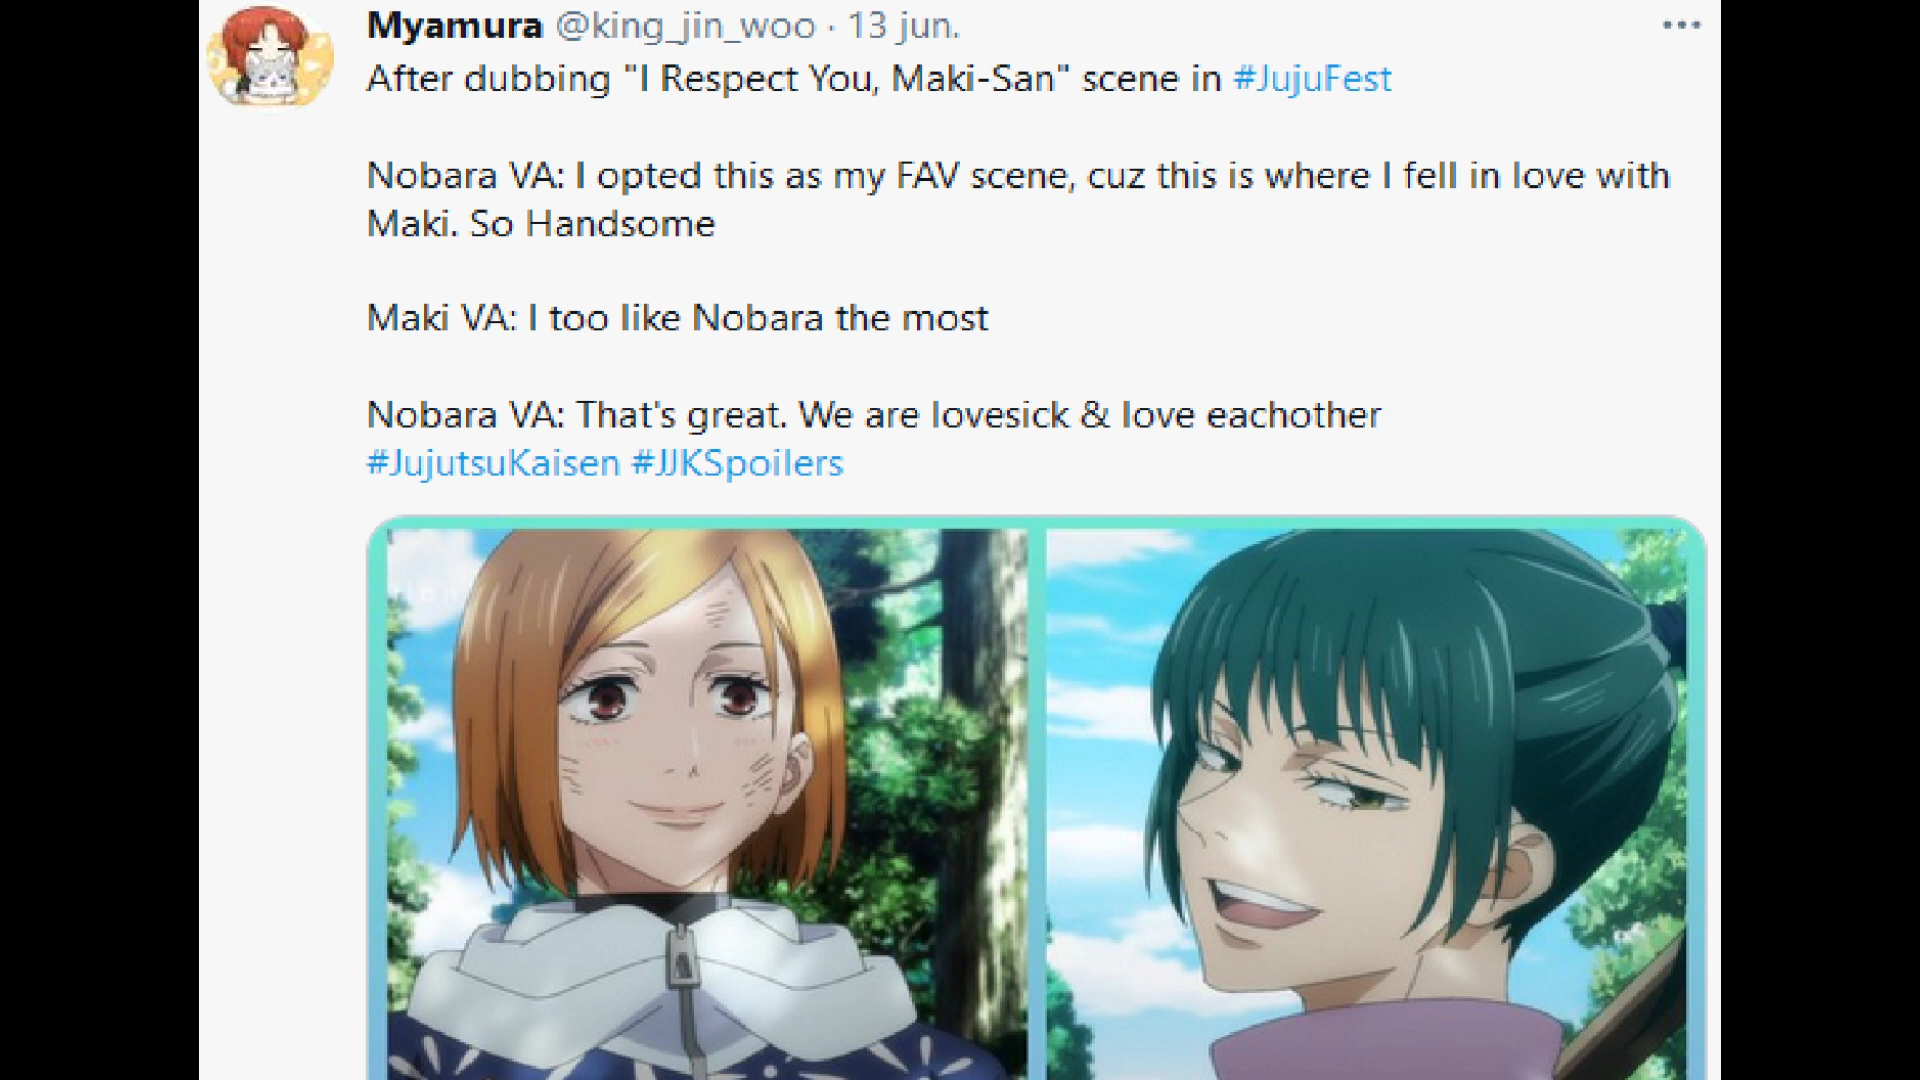 Myamura @king_jin_woo · 13 jun.
After dubbing "I Respect You, Maki-San" scene in #JujuFest
Nobara VA: I opted this as my FAV scene, cuz this is where I fell in love with
Maki. So Handsome
Maki VA: I too like Nobara the most
Nobara VA: That's great. We are lovesick & love eachother
#JujutsuKaisen #JJKSpoilers